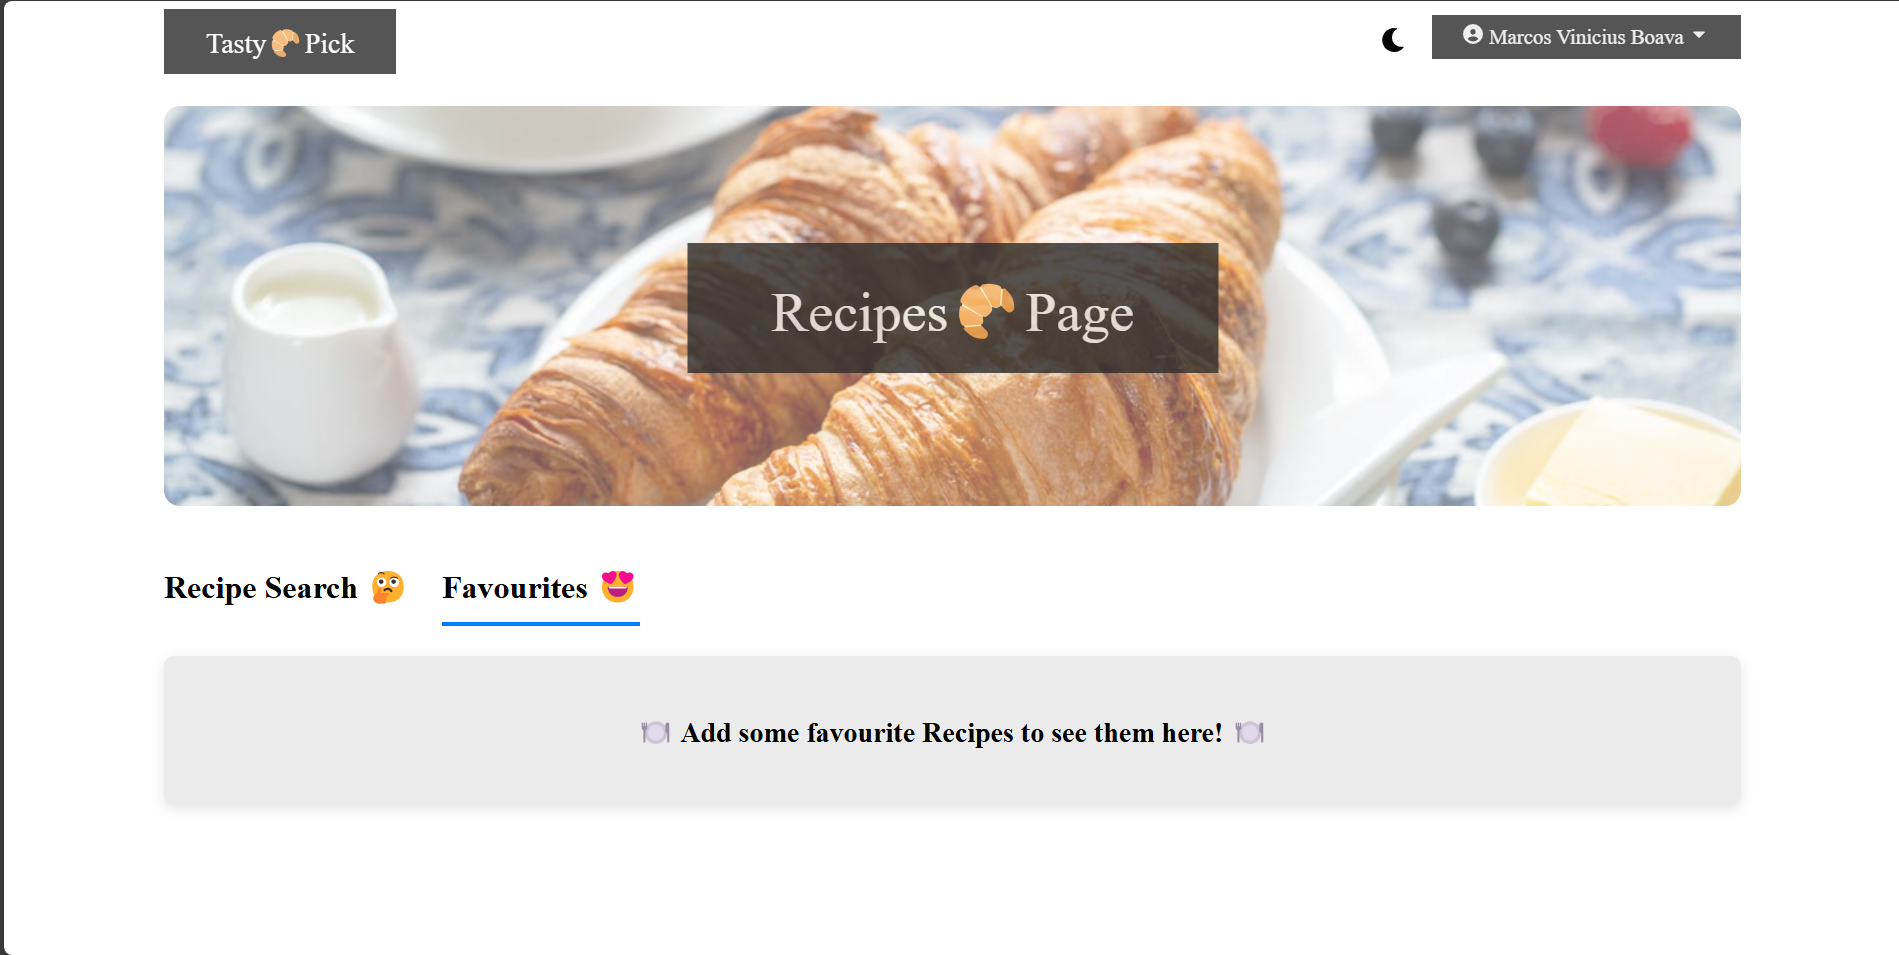 Tasty🥐Pick
Marcos Vinicius Boava
Recipes🥐Page
Recipe Search 🤔 Favourites 😍
🍽️ Add some favourite Recipes to see them here! 🍽️